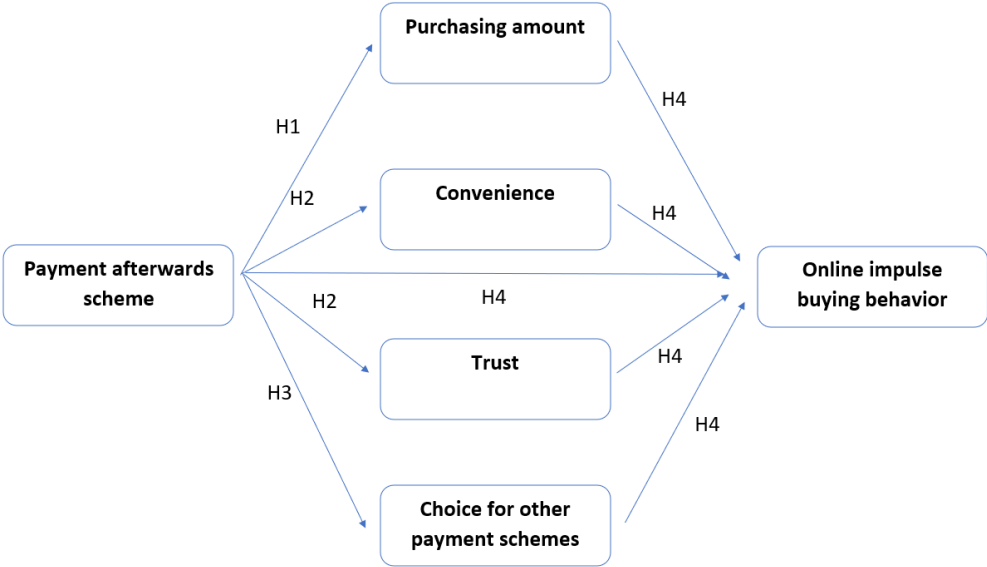 Purchasing amount
H4
H1
Convenience
H2
H4
Payment afterwards
scheme
Online impulse
buying behavior
H4
H2
Trust
H4
H3
H4
Choice for other
payment schemes